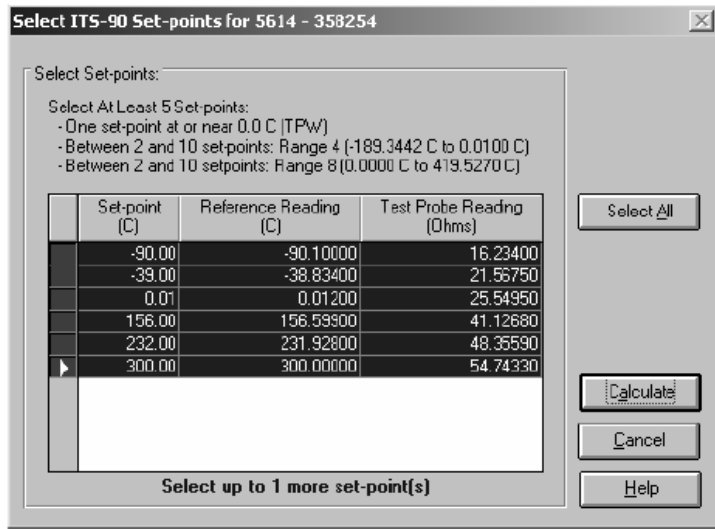 Select ITS-90 Set-points for 5614 - 358254
Select Set-points:
Select At Least 5 Set-points:
- One set-point at or near 0.0 C (TPW)
- Between 2 and 10 set-points: Range 4 (-189.3442 C to 0.0100 C)
- Between 2 and 10 setpoints: Range 8 (0.0000 C to 419.5270 C)
Set-point (C) Reference Reading (C) Test Probe Reading (Ohms)
-90.00 -90.10000 16.23400
-39.00 -38.83400 21.56750
0.01 0.01200 25.54950
156.00 156.59900 41.12680
232.00 231.92800 48.35590
300.00 300.00000 54.74330
Select up to 1 more set-point(s)
Select All
Calculate
Cancel
Help